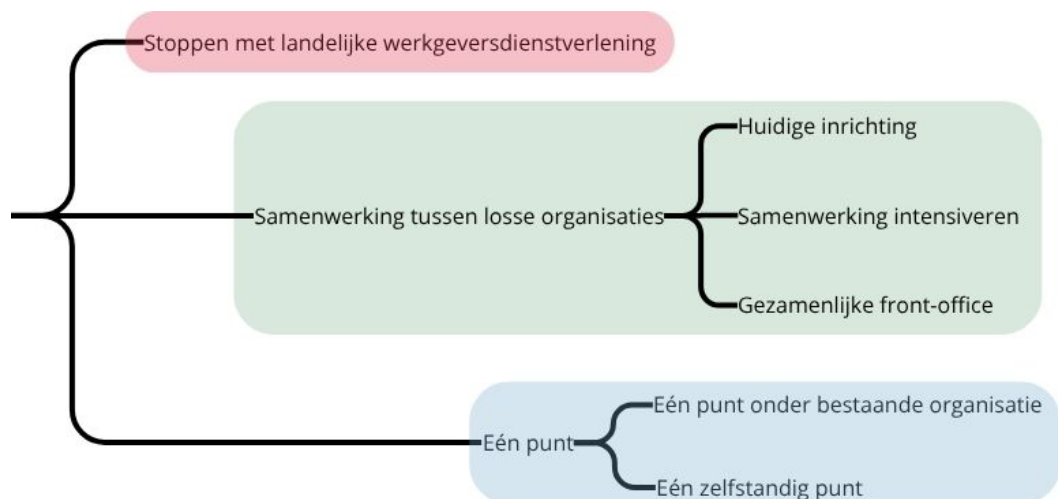 Stoppen met landelijke werkgeversdienstverlening
Samenwerking tussen losse organisaties
Huidige inrichting
Samenwerking intensiveren
Gezamenlijke front-office
Eén punt
Eén punt onder bestaande organisatie
Eén zelfstandig punt